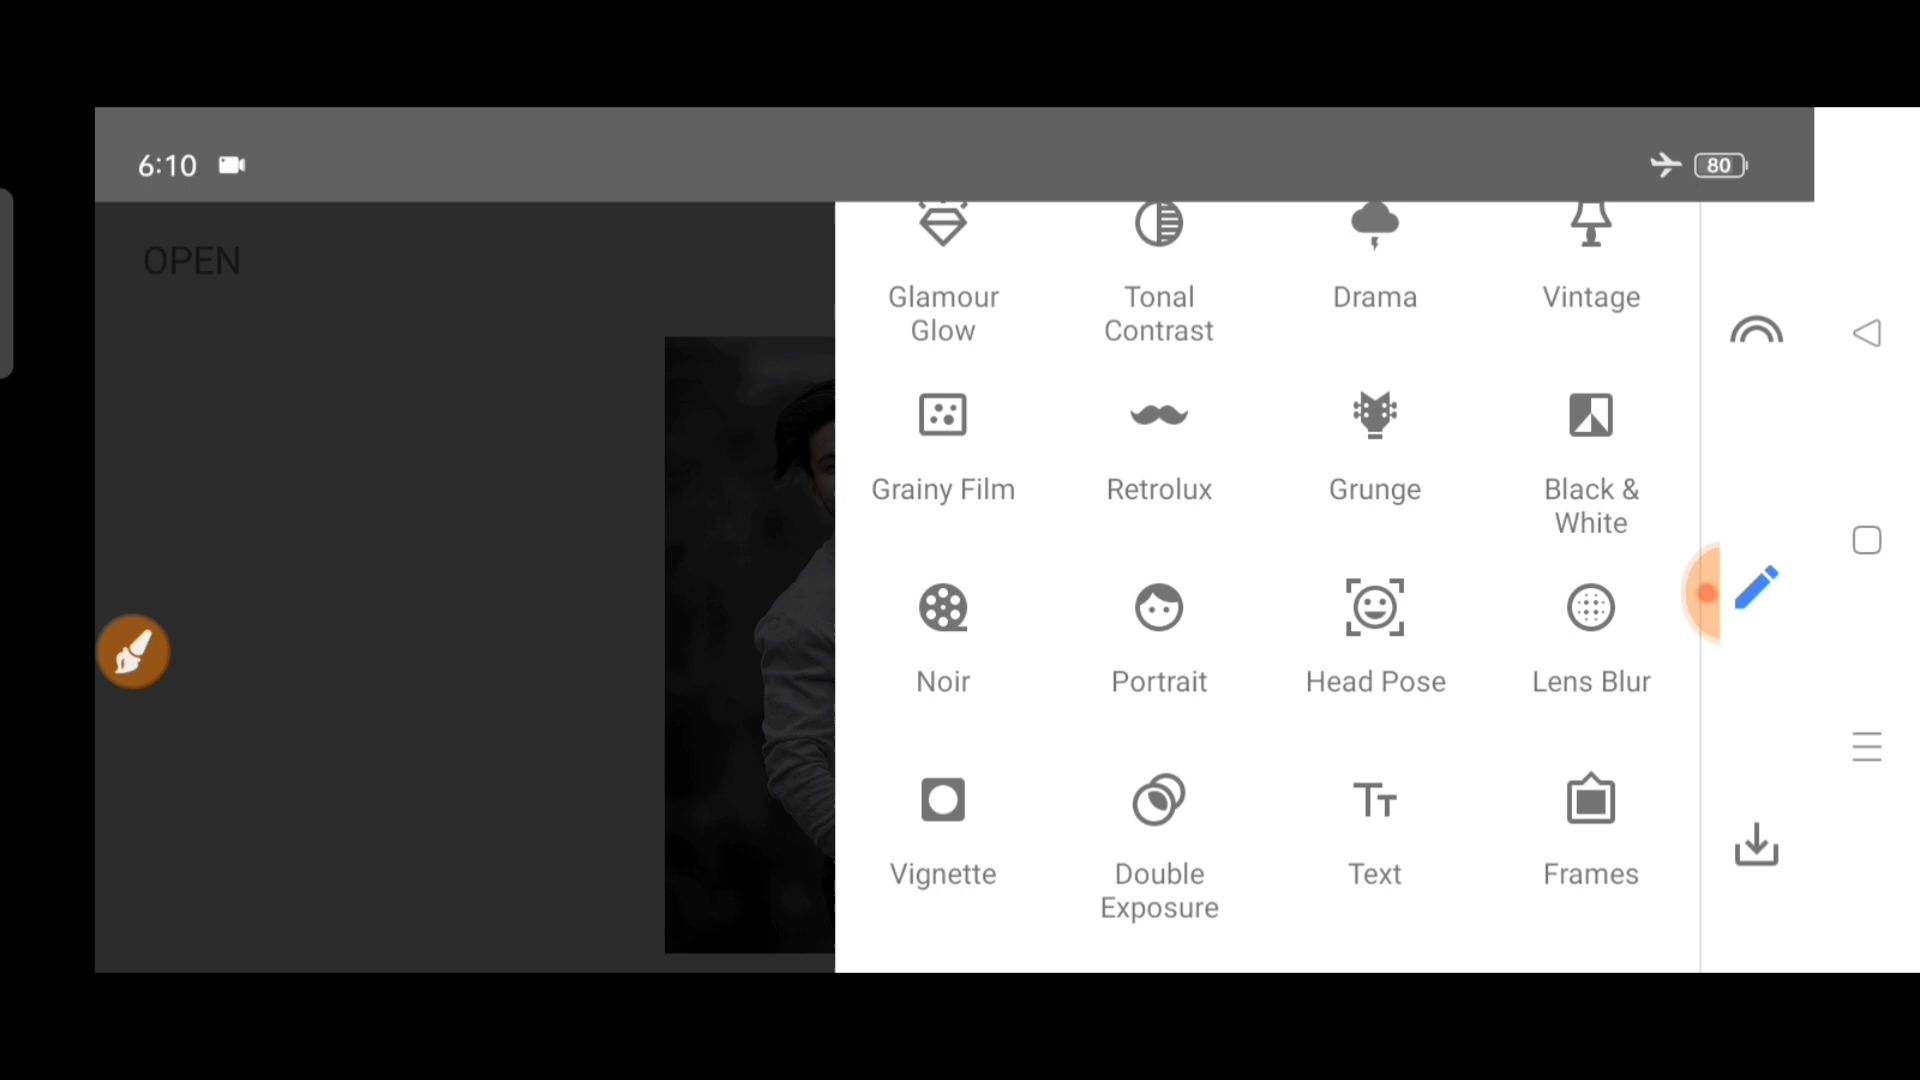 6:10
80
OPEN
Glamour Glow
Tonal Contrast
Drama
Vintage
Grainy Film
Retrolux
Grunge
Black & White
Noir
Portrait
Head Pose
Lens Blur
Vignette
Double Exposure
Text
Frames